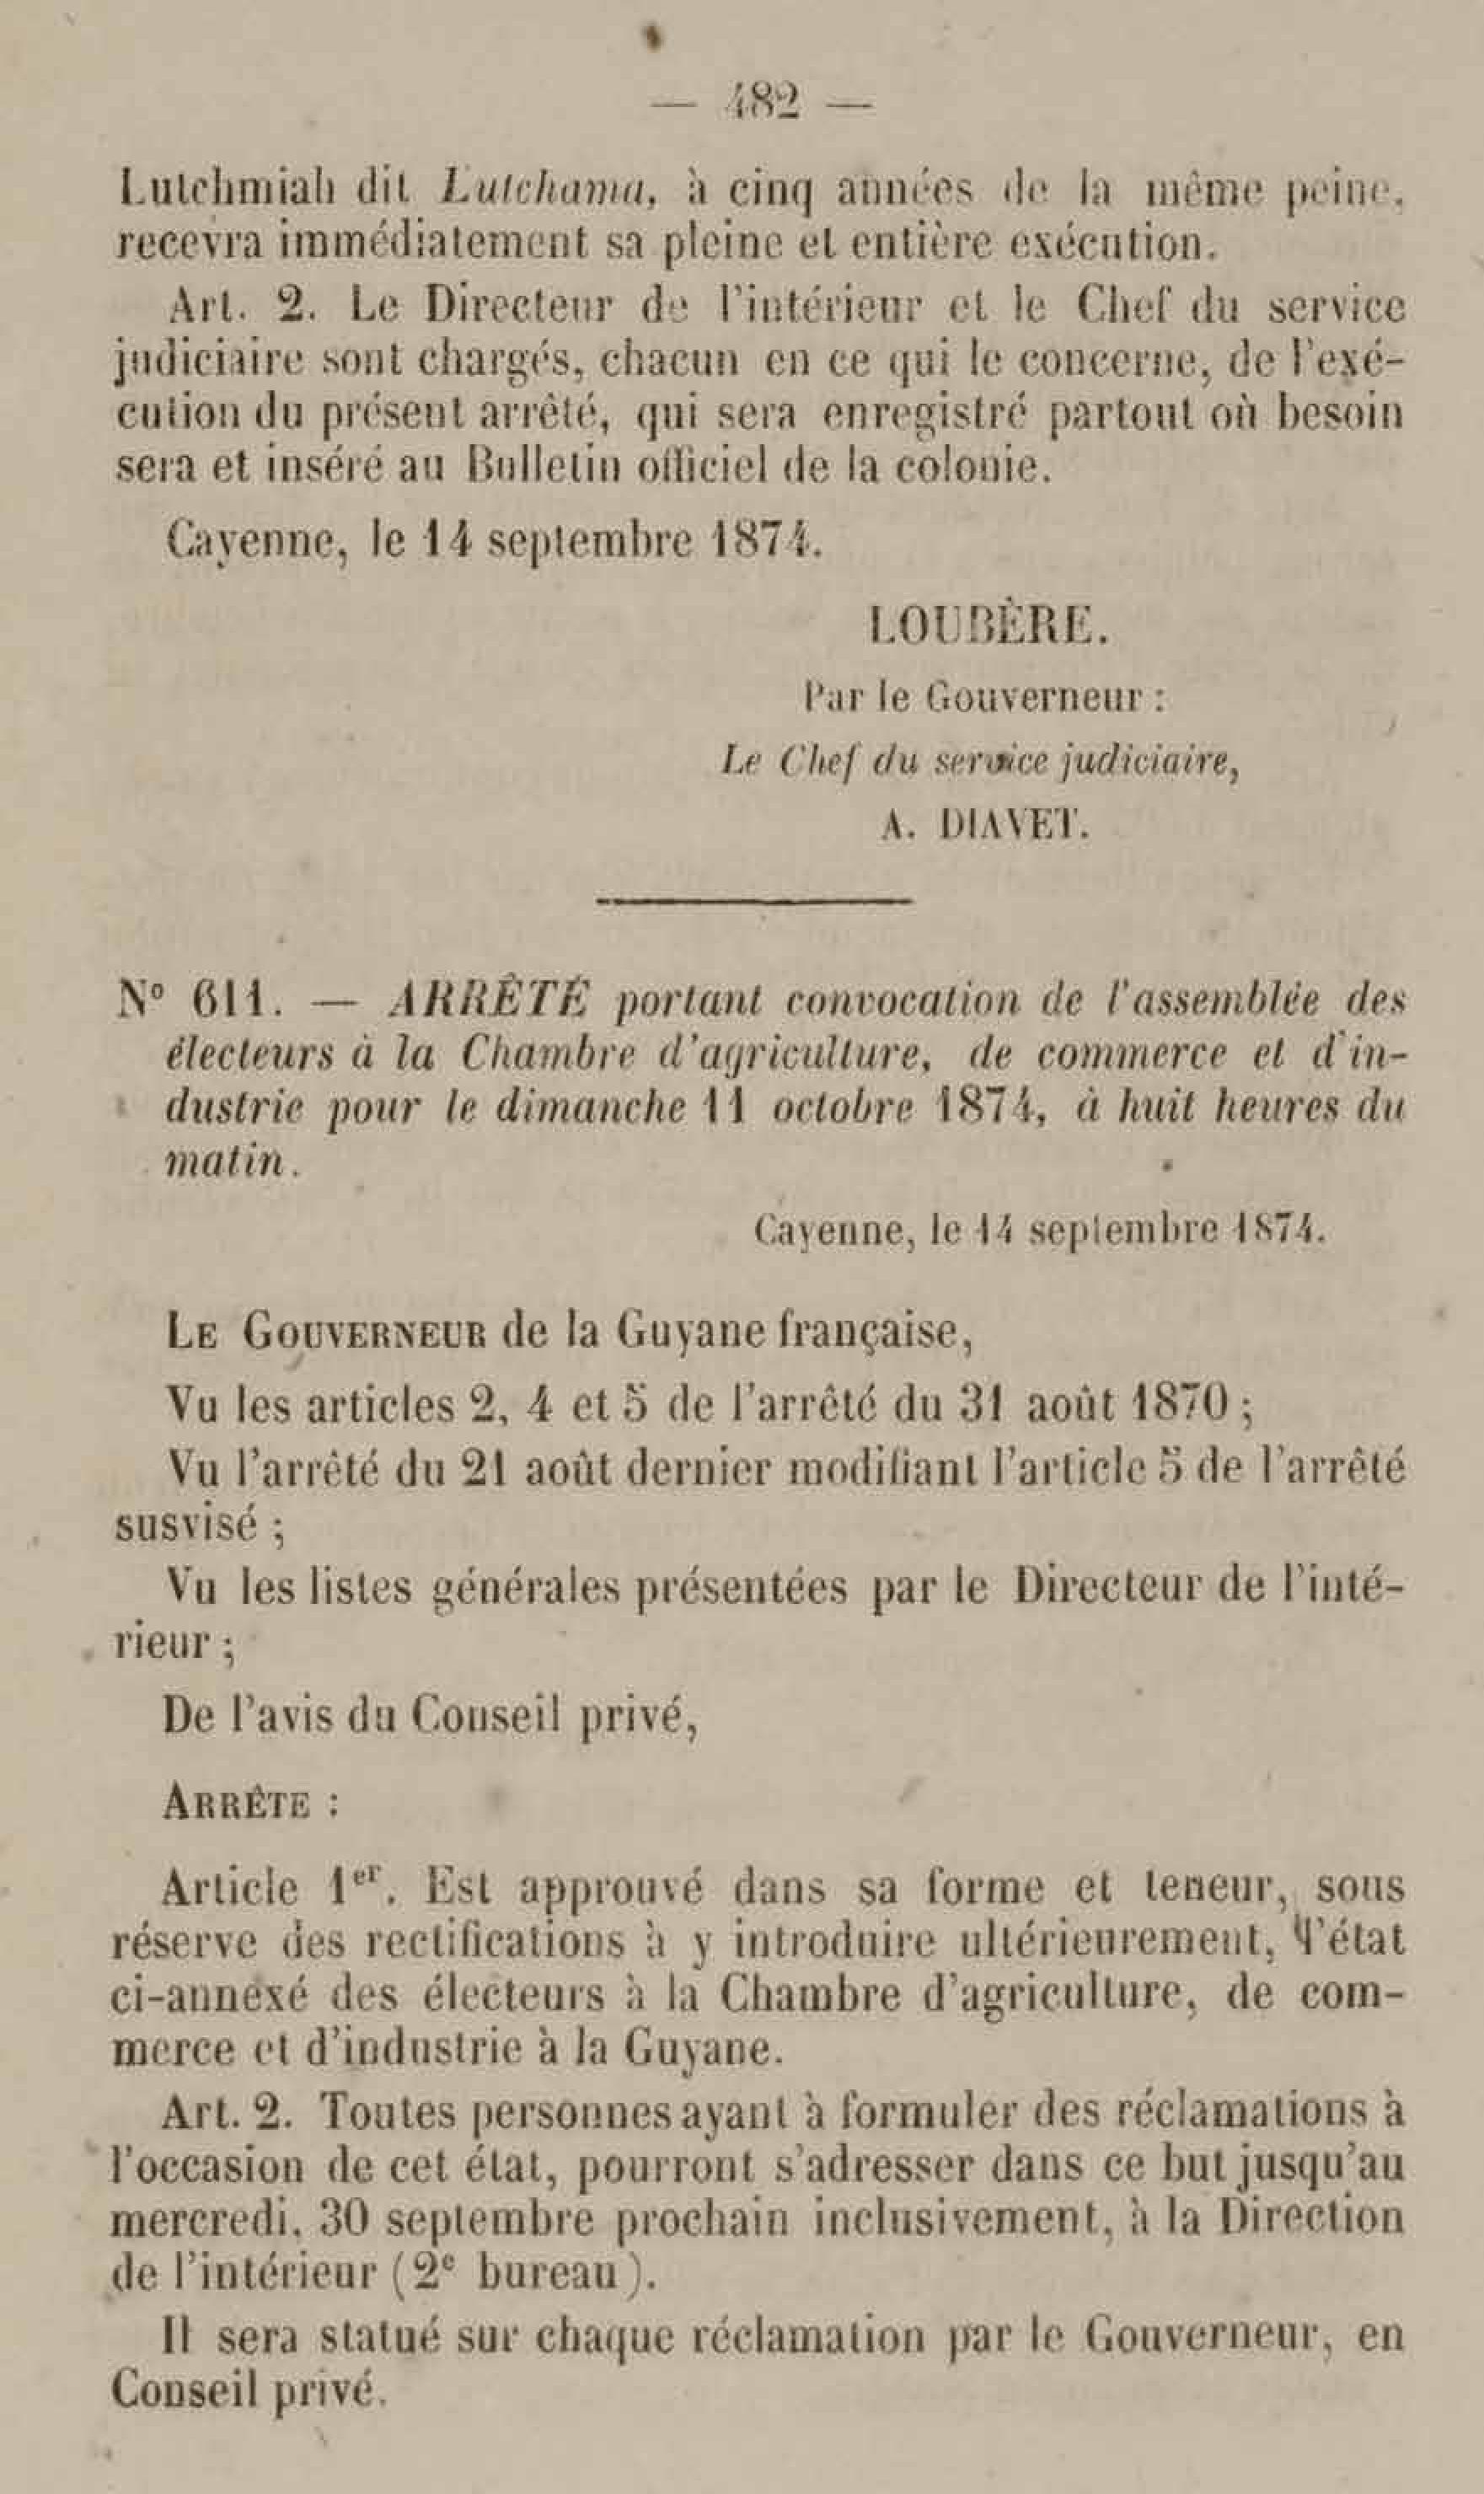 — 482 —
Lutchmiah dit Lutchama, à cinq années de la même peine,
recevra immédiatement sa pleine et entière exécution.
Art. 2. Le Directeur de l'intérieur et le Chef du service
judiciaire sont chargés, chacun en ce qui le concerne, de l'exé-
cution du présent arrêté, qui sera enregistré partout où besoin
sera et inséré au Bulletin officiel de la colonie.
Cayenne, le 14 septembre 1874.
LOUBÈRE.
Par le Gouverneur :
Le Chef du service judiciaire,
A. DIAVET.
N° 611. — ARRÊTÉ portant convocation de l'assemblée des
électeurs à la Chambre d'agriculture, de commerce et d'in-
dustrie pour le dimanche 11 octobre 1874, à huit heures du
matin.
Cayenne, le 14 septembre 1874.
LE GOUVERNEUR de la Guyane française,
Vu les articles 2, 4 et 5 de l'arrêté du 31 août 1870 ;
Vu l'arrêté du 21 août dernier modifiant l'article 5 de l'arrêté
susvisé ;
Vu les listes générales présentées par le Directeur de l'inté-
rieur ;
De l'avis du Conseil privé,
ARRÊTE :
Article 1er. Est approuvé dans sa forme et teneur, sous
réserve des rectifications à y introduire ultérieurement, l'état
ci-annexé des électeurs à la Chambre d'agriculture, de com-
merce et d'industrie à la Guyane.
Art. 2. Toutes personnes ayant à formuler des réclamations à
l'occasion de cet état, pourront s'adresser dans ce but jusqu'au
mercredi, 30 septembre prochain inclusivement, à la Direction
de l'intérieur (2e bureau).
Il sera statué sur chaque réclamation par le Gouverneur, en
Conseil privé.